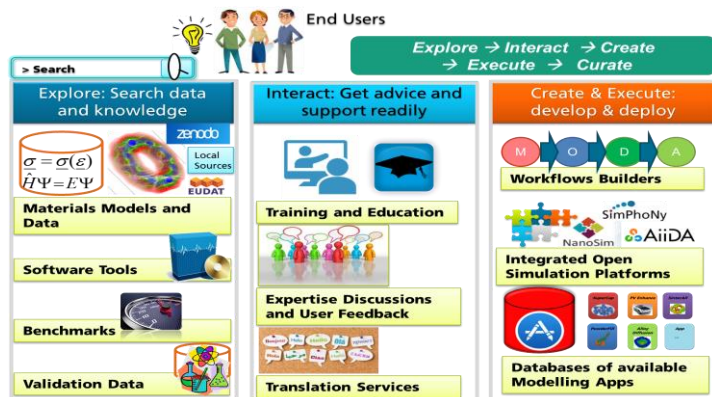 End Users
Explore → Interact → Create
→ Execute → Curate
> Search
Explore: Search data
and knowledge
zenodo
Local
Sources
σ = σ(ε)
ĤΨ = EΨ
EUDAT
Materials Models and
Data
Software Tools
Benchmarks
Validation Data
Interact: Get advice and
support readily
Training and Education
Expertise Discussions
and User Feedback
Translation Services
Create & Execute:
develop & deploy
M O D A
Workflows Builders
SimPhoNy
NanoSim
AiiDA
Integrated Open
Simulation Platforms
App
Databases of available
Modelling Apps